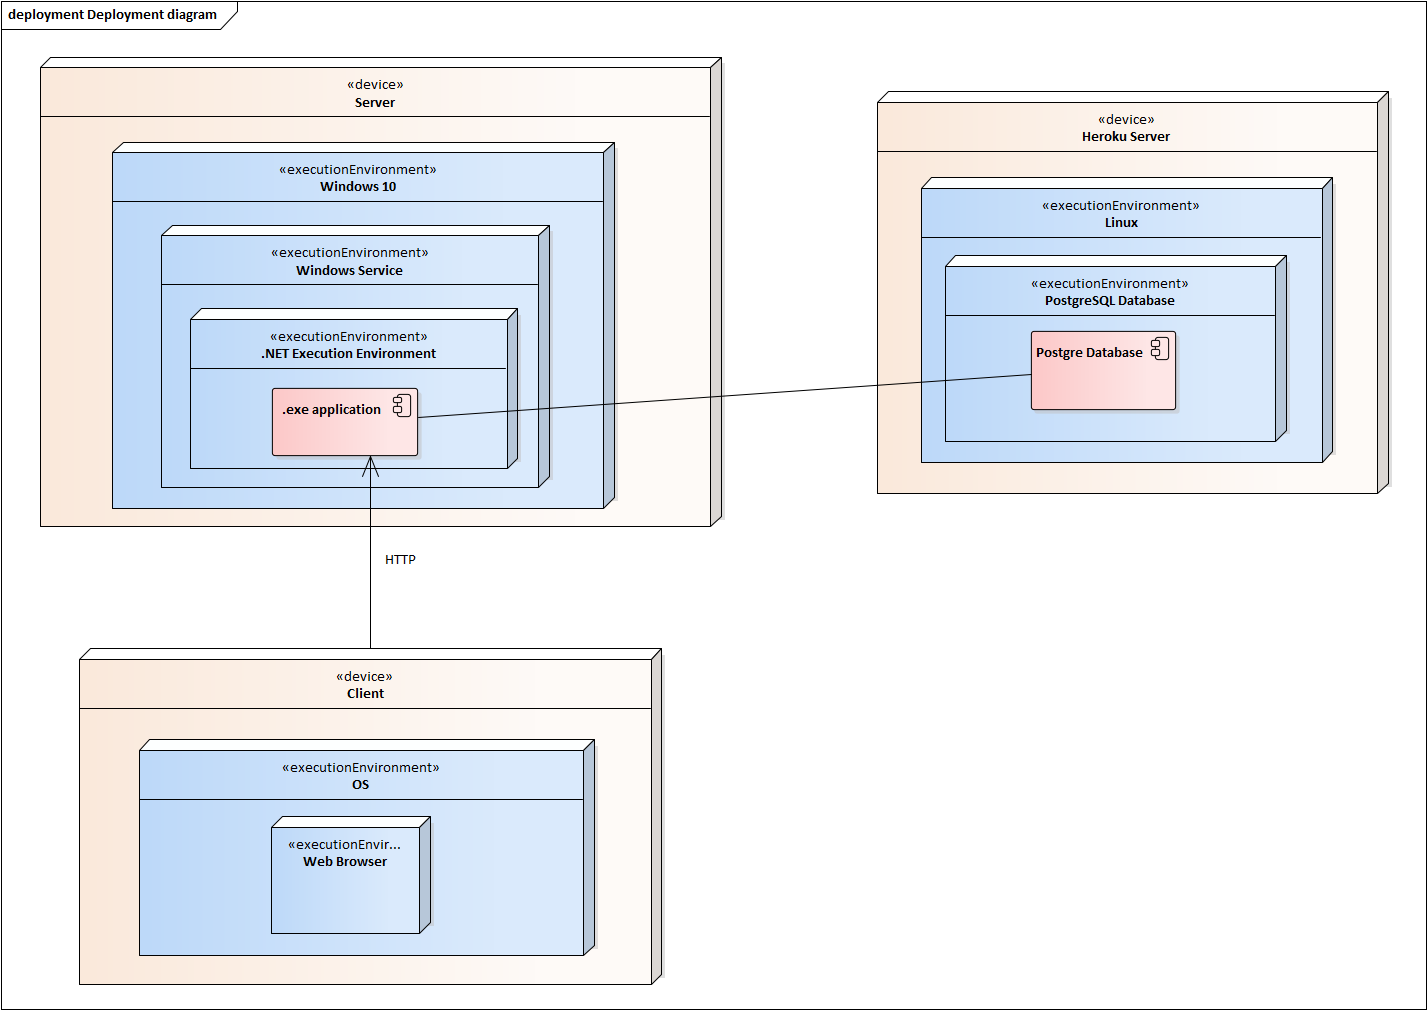 deployment Deployment diagram
«device»
Server
«executionEnvironment»
Windows 10
«executionEnvironment»
Windows Service
«executionEnvironment»
.NET Execution Environment
.exe application
«device»
Heroku Server
«executionEnvironment»
Linux
«executionEnvironment»
PostgreSQL Database
Postgre Database
HTTP
«device»
Client
«executionEnvironment»
OS
«executionEnvir...
Web Browser